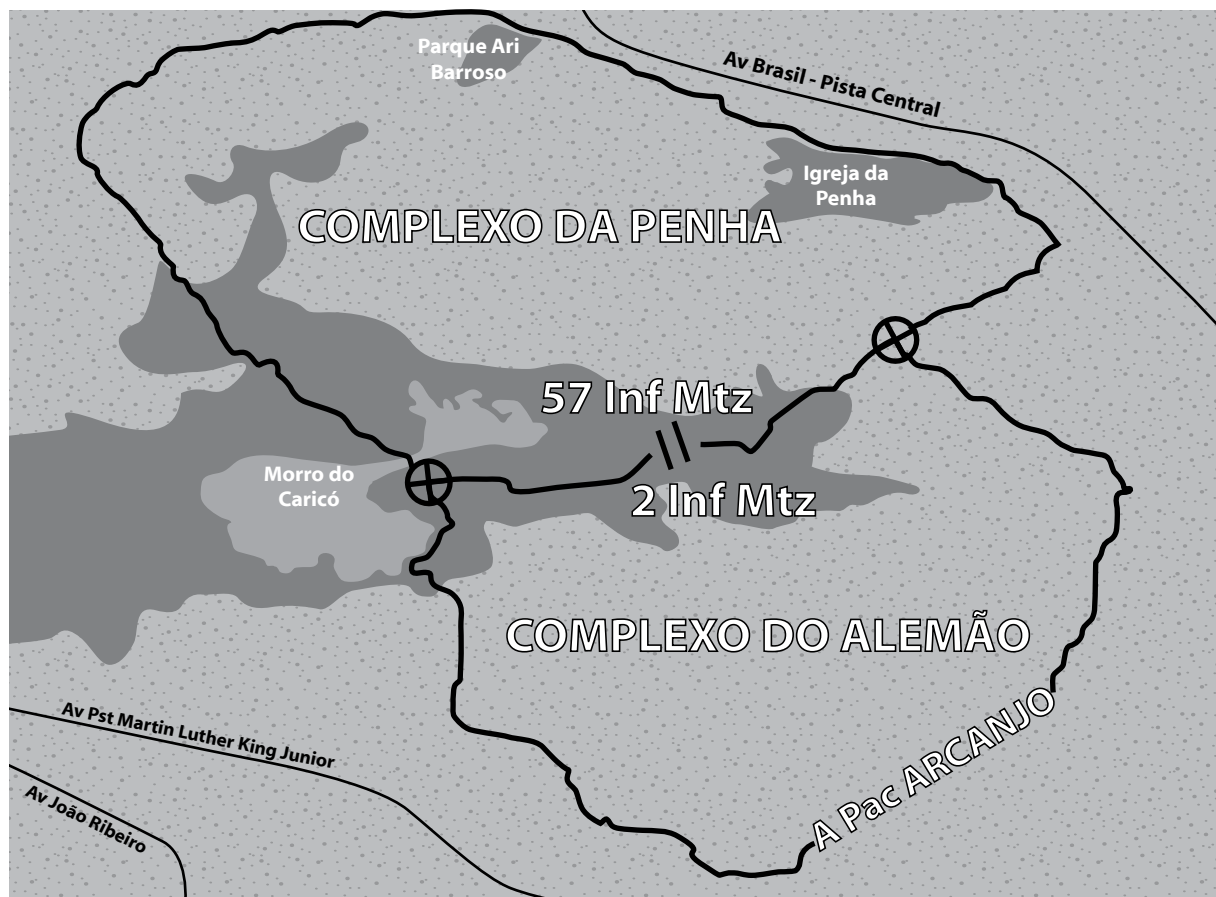 Parque Ari
Barroso
Av Brasil - Pista Central
Igreja da
Penha
COMPLEXO DA PENHA
57 Inf Mtz
Morro do
Caricó
2 Inf Mtz
COMPLEXO DO ALEMÃO
A Pac ARCANJO
Av Pst Martin Luther King Junior
Av João Ribeiro